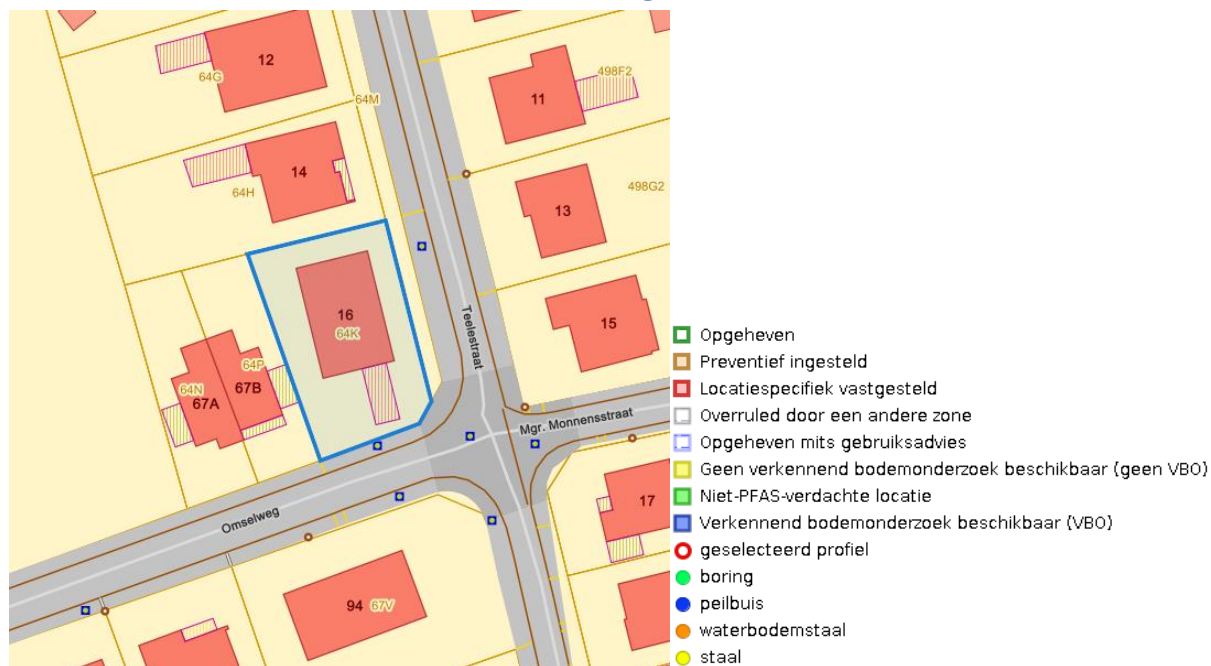 12
64G
64M
11
498F2
14
64H
13
498G2
16
64K
Teelestraat
15
64P
64N
67B
67A
Mgr. Monnensstraat
Omselweg
17
94
67V
Opgeheven
Preventief ingesteld
Locatiespecifiek vastgesteld
Overruled door een andere zone
Opgeheven mits gebruiksadvies
Geen verkennend bodemonderzoek beschikbaar (geen VBO)
Niet-PFAS-verdachte locatie
Verkennend bodemonderzoek beschikbaar (VBO)
geselecteerd profiel
boring
peilbuis
waterbodemstaal
staal